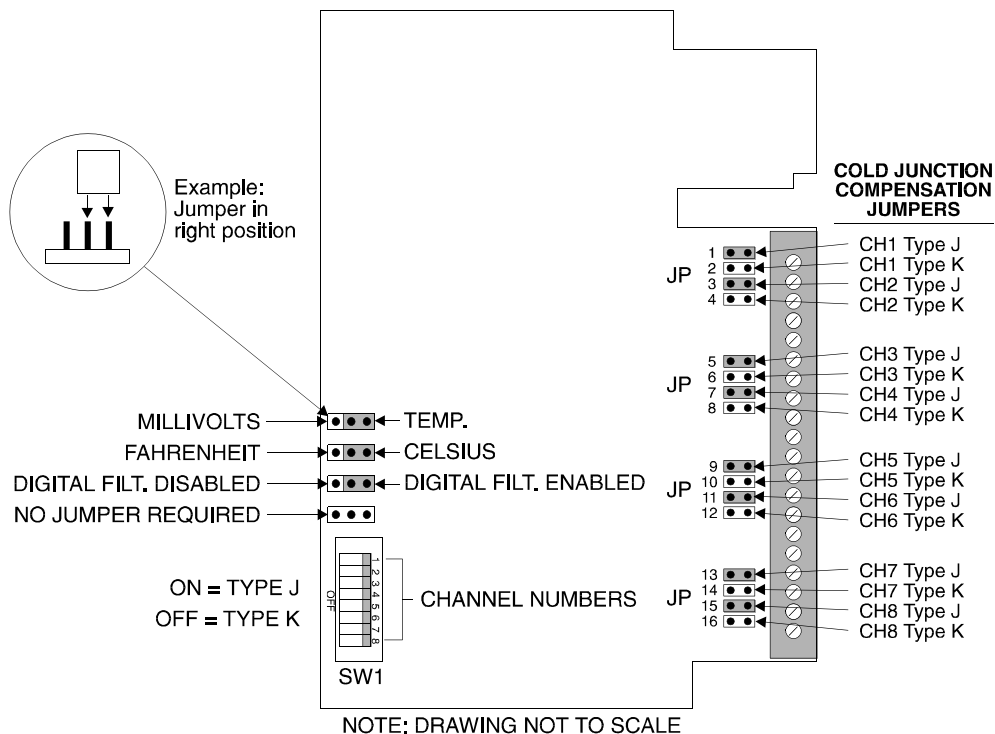 Example:
Jumper in
right position
COLD JUNCTION
COMPENSATION
JUMPERS
JP
1
2
3
4
CH1 Type J
CH1 Type K
CH2 Type J
CH2 Type K
JP
5
6
7
8
CH3 Type J
CH3 Type K
CH4 Type J
CH4 Type K
MILLIVOLTS
TEMP.
FAHRENHEIT
CELSIUS
DIGITAL FILT. DISABLED
DIGITAL FILT. ENABLED
NO JUMPER REQUIRED
JP
9
10
11
12
CH5 Type J
CH5 Type K
CH6 Type J
CH6 Type K
ON = TYPE J
OFF = TYPE K
OFF
1
2
3
4
5
6
7
8
CHANNEL NUMBERS
SW1
JP
13
14
15
16
CH7 Type J
CH7 Type K
CH8 Type J
CH8 Type K
NOTE: DRAWING NOT TO SCALE